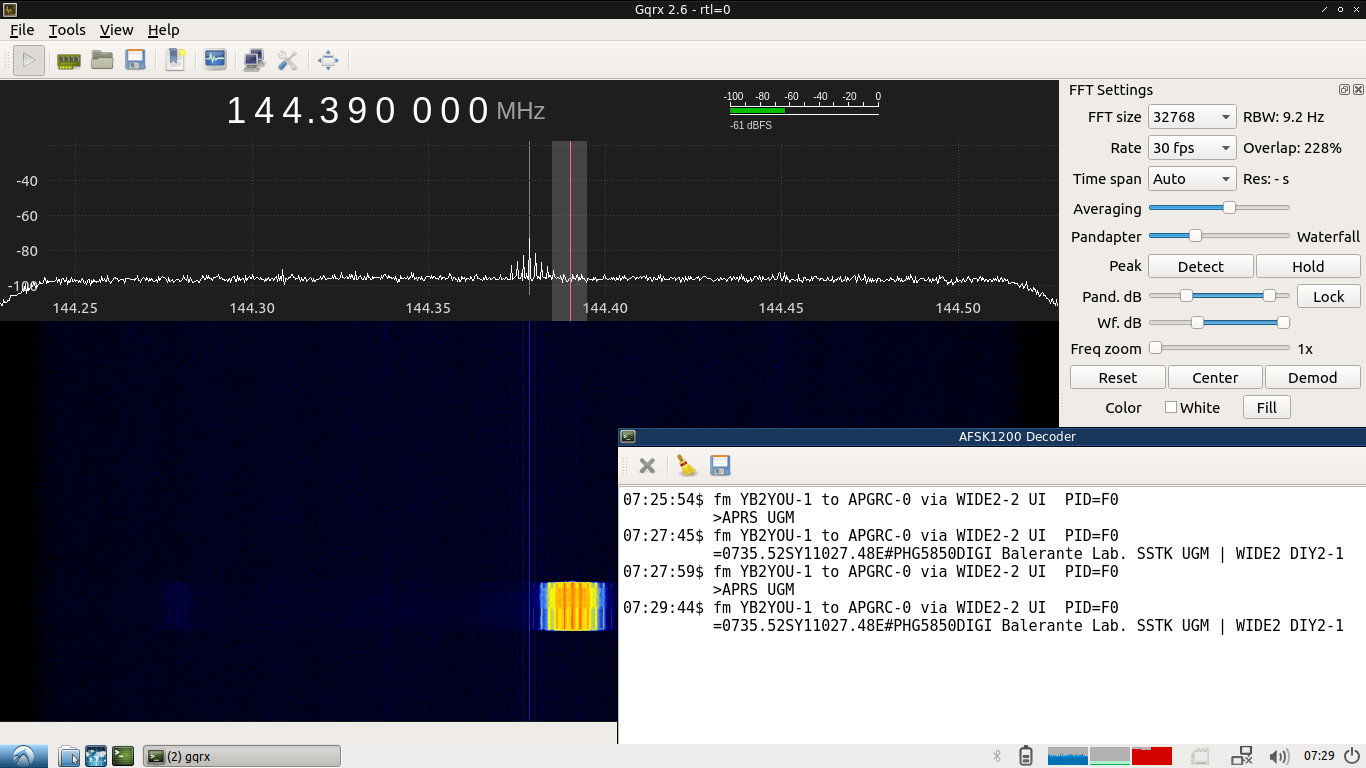 Gqrx 2.6 - rtl=0
File Tools View Help
144.390 000 MHz
-100 -80 -60 -40 -20 0
-61 dBFS
-40
-60
-80
-100
144.25 144.30 144.35 144.40 144.45 144.50
FFT Settings
FFT size 32768 RBW: 9.2 Hz
Rate 30 fps Overlap: 228%
Time span Auto Res: - s
Averaging
Pandapter Waterfall
Peak Detect Hold
Pand. dB Lock
Wf. dB
Freq zoom 1x
Reset Center Demod
Color White Fill
AFSK1200 Decoder
07:25:54$ fm YB2YOU-1 to APGRC-0 via WIDE2-2 UI  PID=F0
>APRS UGM
07:27:45$ fm YB2YOU-1 to APGRC-0 via WIDE2-2 UI  PID=F0
=0735.52SY11027.48E#PHG5850DIGI Balerante Lab. SSTK UGM | WIDE2 DIY2-1
07:27:59$ fm YB2YOU-1 to APGRC-0 via WIDE2-2 UI  PID=F0
>APRS UGM
07:29:44$ fm YB2YOU-1 to APGRC-0 via WIDE2-2 UI  PID=F0
=0735.52SY11027.48E#PHG5850DIGI Balerante Lab. SSTK UGM | WIDE2 DIY2-1
(2) gqrx
07:29